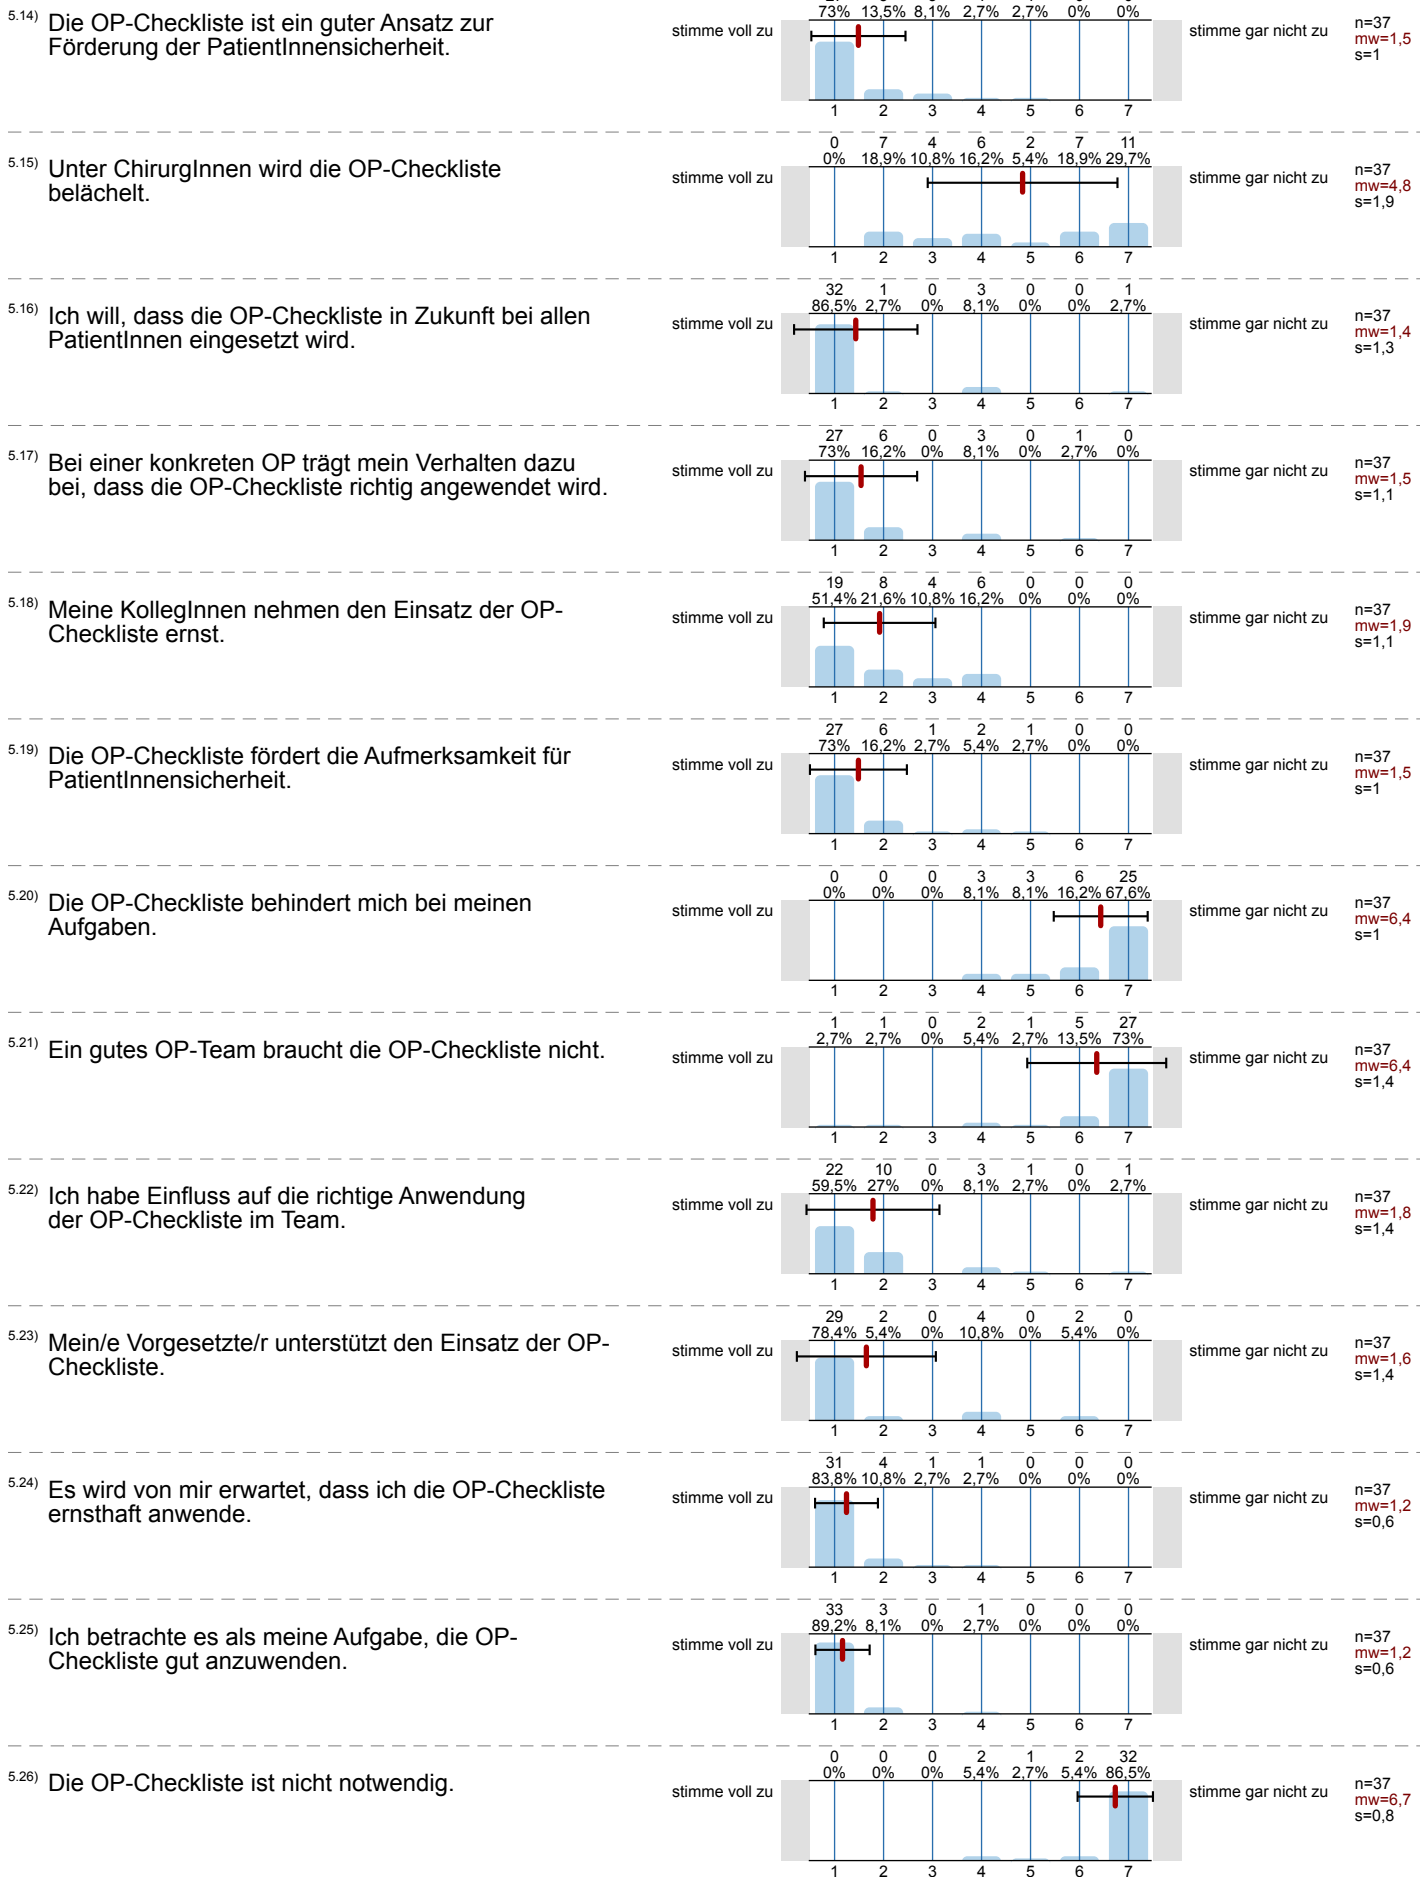 73% 13,5% 8,1% 2,7% 2,7% 0% 0%
5.14) Die OP-Checkliste ist ein guter Ansatz zur
Förderung der PatientInnensicherheit.
stimme voll zu
stimme gar nicht zu
n=37
mw=1,5
s=1
1 2 3 4 5 6 7
0 7 4 6 2 7 11
0% 18,9% 10,8% 16,2% 5,4% 18,9% 29,7%
5.15) Unter ChirurgInnen wird die OP-Checkliste
belächelt.
stimme voll zu
stimme gar nicht zu
n=37
mw=4,8
s=1,9
1 2 3 4 5 6 7
32 1 0 3 0 0 1
86,5% 2,7% 0% 8,1% 0% 0% 2,7%
5.16) Ich will, dass die OP-Checkliste in Zukunft bei allen
PatientInnen eingesetzt wird.
stimme voll zu
stimme gar nicht zu
n=37
mw=1,4
s=1,3
1 2 3 4 5 6 7
27 6 0 3 0 1 0
73% 16,2% 0% 8,1% 0% 2,7% 0%
5.17) Bei einer konkreten OP trägt mein Verhalten dazu
bei, dass die OP-Checkliste richtig angewendet wird.
stimme voll zu
stimme gar nicht zu
n=37
mw=1,5
s=1,1
1 2 3 4 5 6 7
19 8 4 6 0 0 0
51,4% 21,6% 10,8% 16,2% 0% 0% 0%
5.18) Meine KollegInnen nehmen den Einsatz der OP-
Checkliste ernst.
stimme voll zu
stimme gar nicht zu
n=37
mw=1,9
s=1,1
1 2 3 4 5 6 7
27 6 1 2 1 0 0
73% 16,2% 2,7% 5,4% 2,7% 0% 0%
5.19) Die OP-Checkliste fördert die Aufmerksamkeit für
PatientInnensicherheit.
stimme voll zu
stimme gar nicht zu
n=37
mw=1,5
s=1
1 2 3 4 5 6 7
0 0 0 3 3 6 25
0% 0% 0% 8,1% 8,1% 16,2% 67,6%
5.20) Die OP-Checkliste behindert mich bei meinen
Aufgaben.
stimme voll zu
stimme gar nicht zu
n=37
mw=6,4
s=1
1 2 3 4 5 6 7
1 1 0 2 1 5 27
2,7% 2,7% 0% 5,4% 2,7% 13,5% 73%
5.21) Ein gutes OP-Team braucht die OP-Checkliste nicht.
stimme voll zu
stimme gar nicht zu
n=37
mw=6,4
s=1,4
1 2 3 4 5 6 7
22 10 0 3 1 0 1
59,5% 27% 0% 8,1% 2,7% 0% 2,7%
5.22) Ich habe Einfluss auf die richtige Anwendung
der OP-Checkliste im Team.
stimme voll zu
stimme gar nicht zu
n=37
mw=1,8
s=1,4
1 2 3 4 5 6 7
29 2 0 4 0 2 0
78,4% 5,4% 0% 10,8% 0% 5,4% 0%
5.23) Mein/e Vorgesetzte/r unterstützt den Einsatz der OP-
Checkliste.
stimme voll zu
stimme gar nicht zu
n=37
mw=1,6
s=1,4
1 2 3 4 5 6 7
31 4 1 1 0 0 0
83,8% 10,8% 2,7% 2,7% 0% 0% 0%
5.24) Es wird von mir erwartet, dass ich die OP-Checkliste
ernsthaft anwende.
stimme voll zu
stimme gar nicht zu
n=37
mw=1,2
s=0,6
1 2 3 4 5 6 7
33 3 0 1 0 0 0
89,2% 8,1% 0% 2,7% 0% 0% 0%
5.25) Ich betrachte es als meine Aufgabe, die OP-
Checkliste gut anzuwenden.
stimme voll zu
stimme gar nicht zu
n=37
mw=1,2
s=0,6
1 2 3 4 5 6 7
0 0 0 2 1 2 32
0% 0% 0% 5,4% 2,7% 5,4% 86,5%
5.26) Die OP-Checkliste ist nicht notwendig.
stimme voll zu
stimme gar nicht zu
n=37
mw=6,7
s=0,8
1 2 3 4 5 6 7